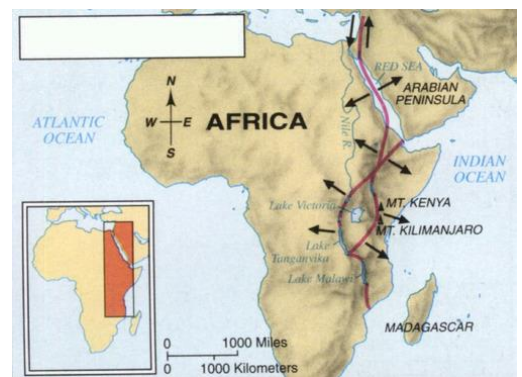 RED SEA
ARABIAN
PENINSULA
N
W
E
S
AFRICA
ATLANTIC
OCEAN
Nile R.
INDIAN
OCEAN
Lake Victoria
MT. KENYA
MT. KILIMANJARO
Lake
Tanganyika
Lake Malawi
MADAGASCAR
0 1000 Miles
0 1000 Kilometers